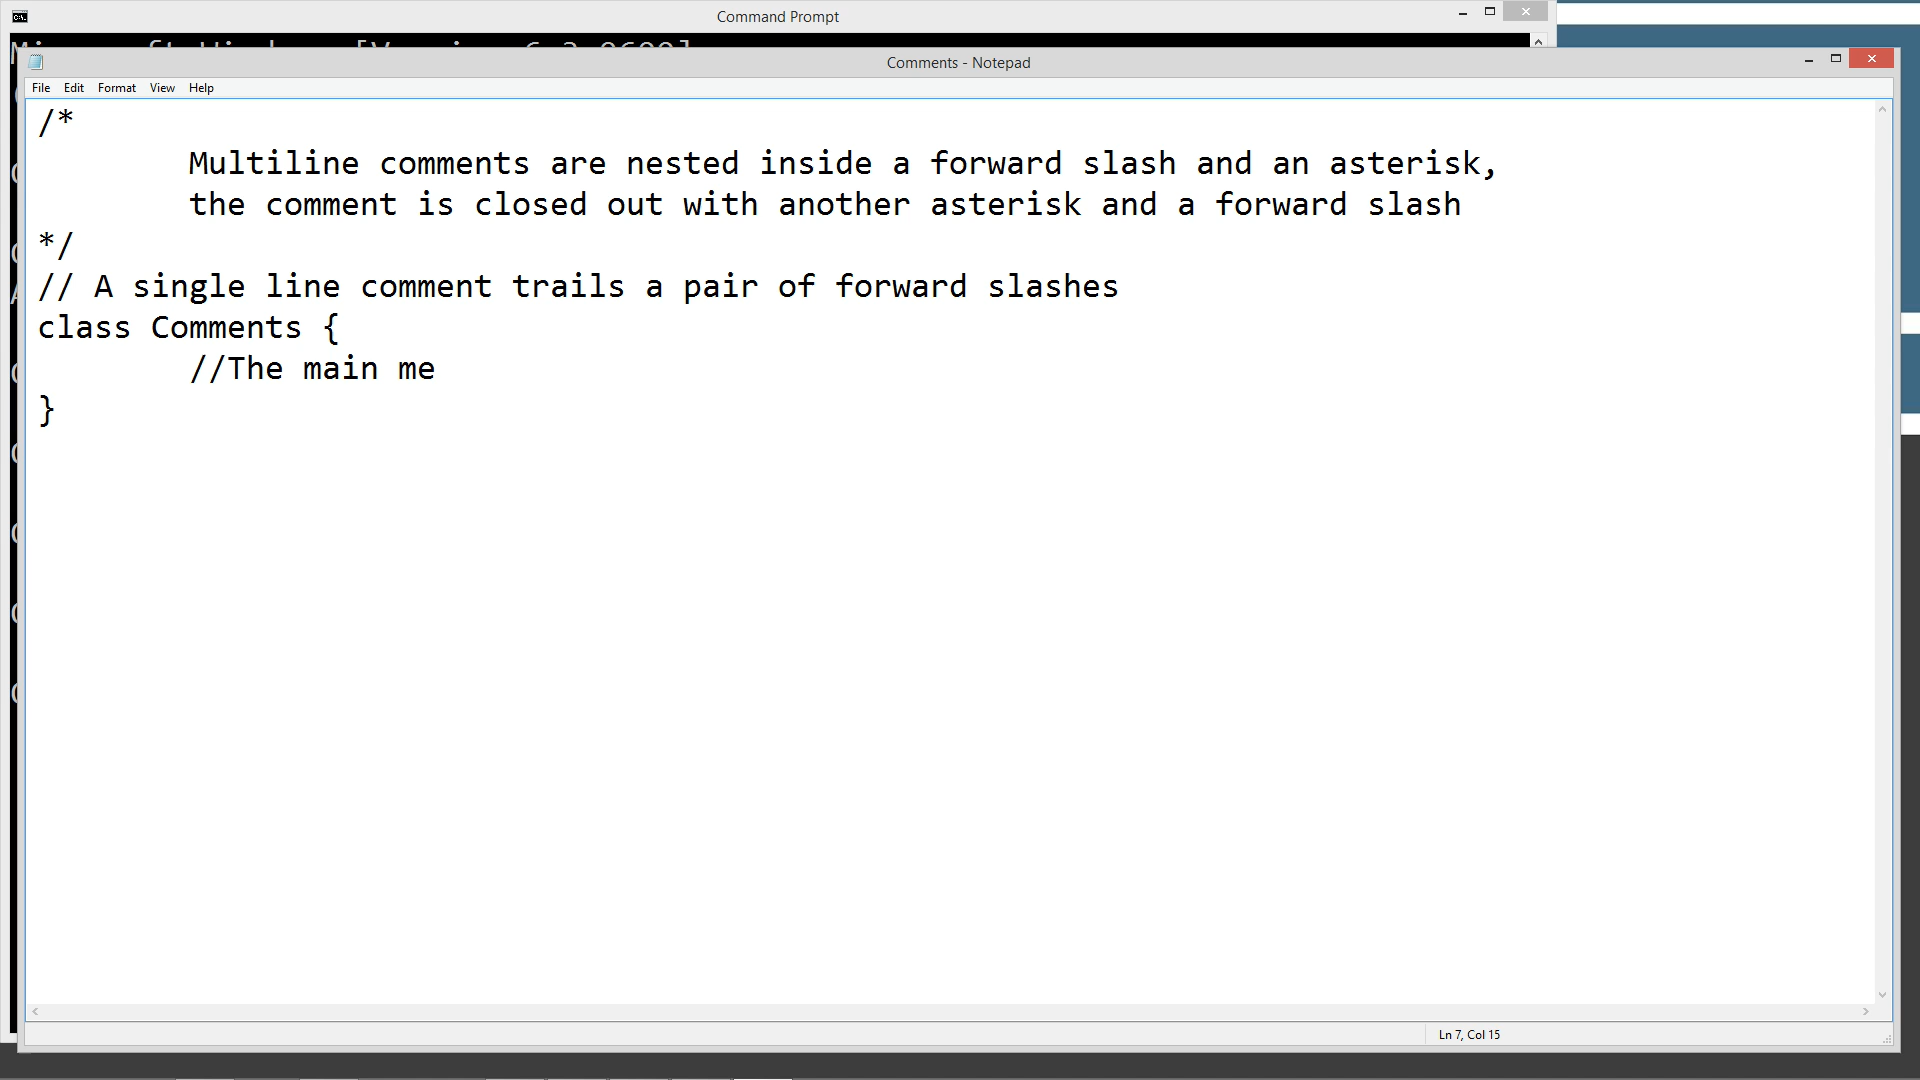 Command Prompt
Comments - Notepad
File Edit Format View Help
/*
Multiline comments are nested inside a forward slash and an asterisk,
the comment is closed out with another asterisk and a forward slash
*/
// A single line comment trails a pair of forward slashes
class Comments {
//The main me
}
Ln 7, Col 15